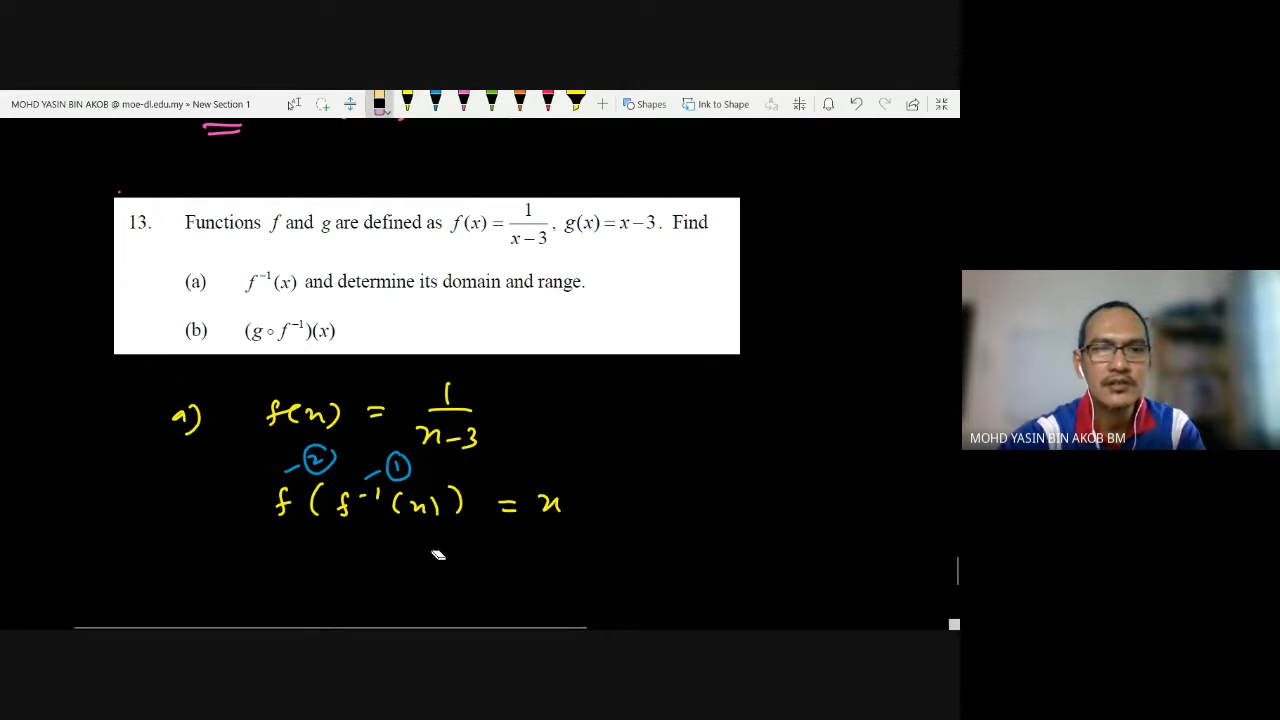 MOHD YASIN BIN AKOB @ moe-dl.edu.my » New Section 1
Shapes
Ink to Shape
13. Functions f and g are defined as f(x) = 1/(x − 3), g(x) = x − 3. Find
(a) f⁻¹(x) and determine its domain and range.
(b) (g ∘ f⁻¹)(x)
a) f(x) = 1/(x − 3)
② ①
f(f⁻¹(x)) = x
MOHD YASIN BIN AKOB BM